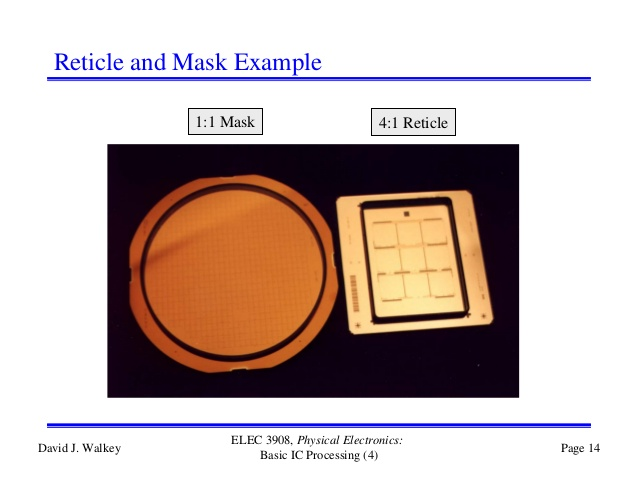 Reticle and Mask Example
1:1 Mask
4:1 Reticle
David J. Walkey
ELEC 3908, Physical Electronics:
Basic IC Processing (4)
Page 14